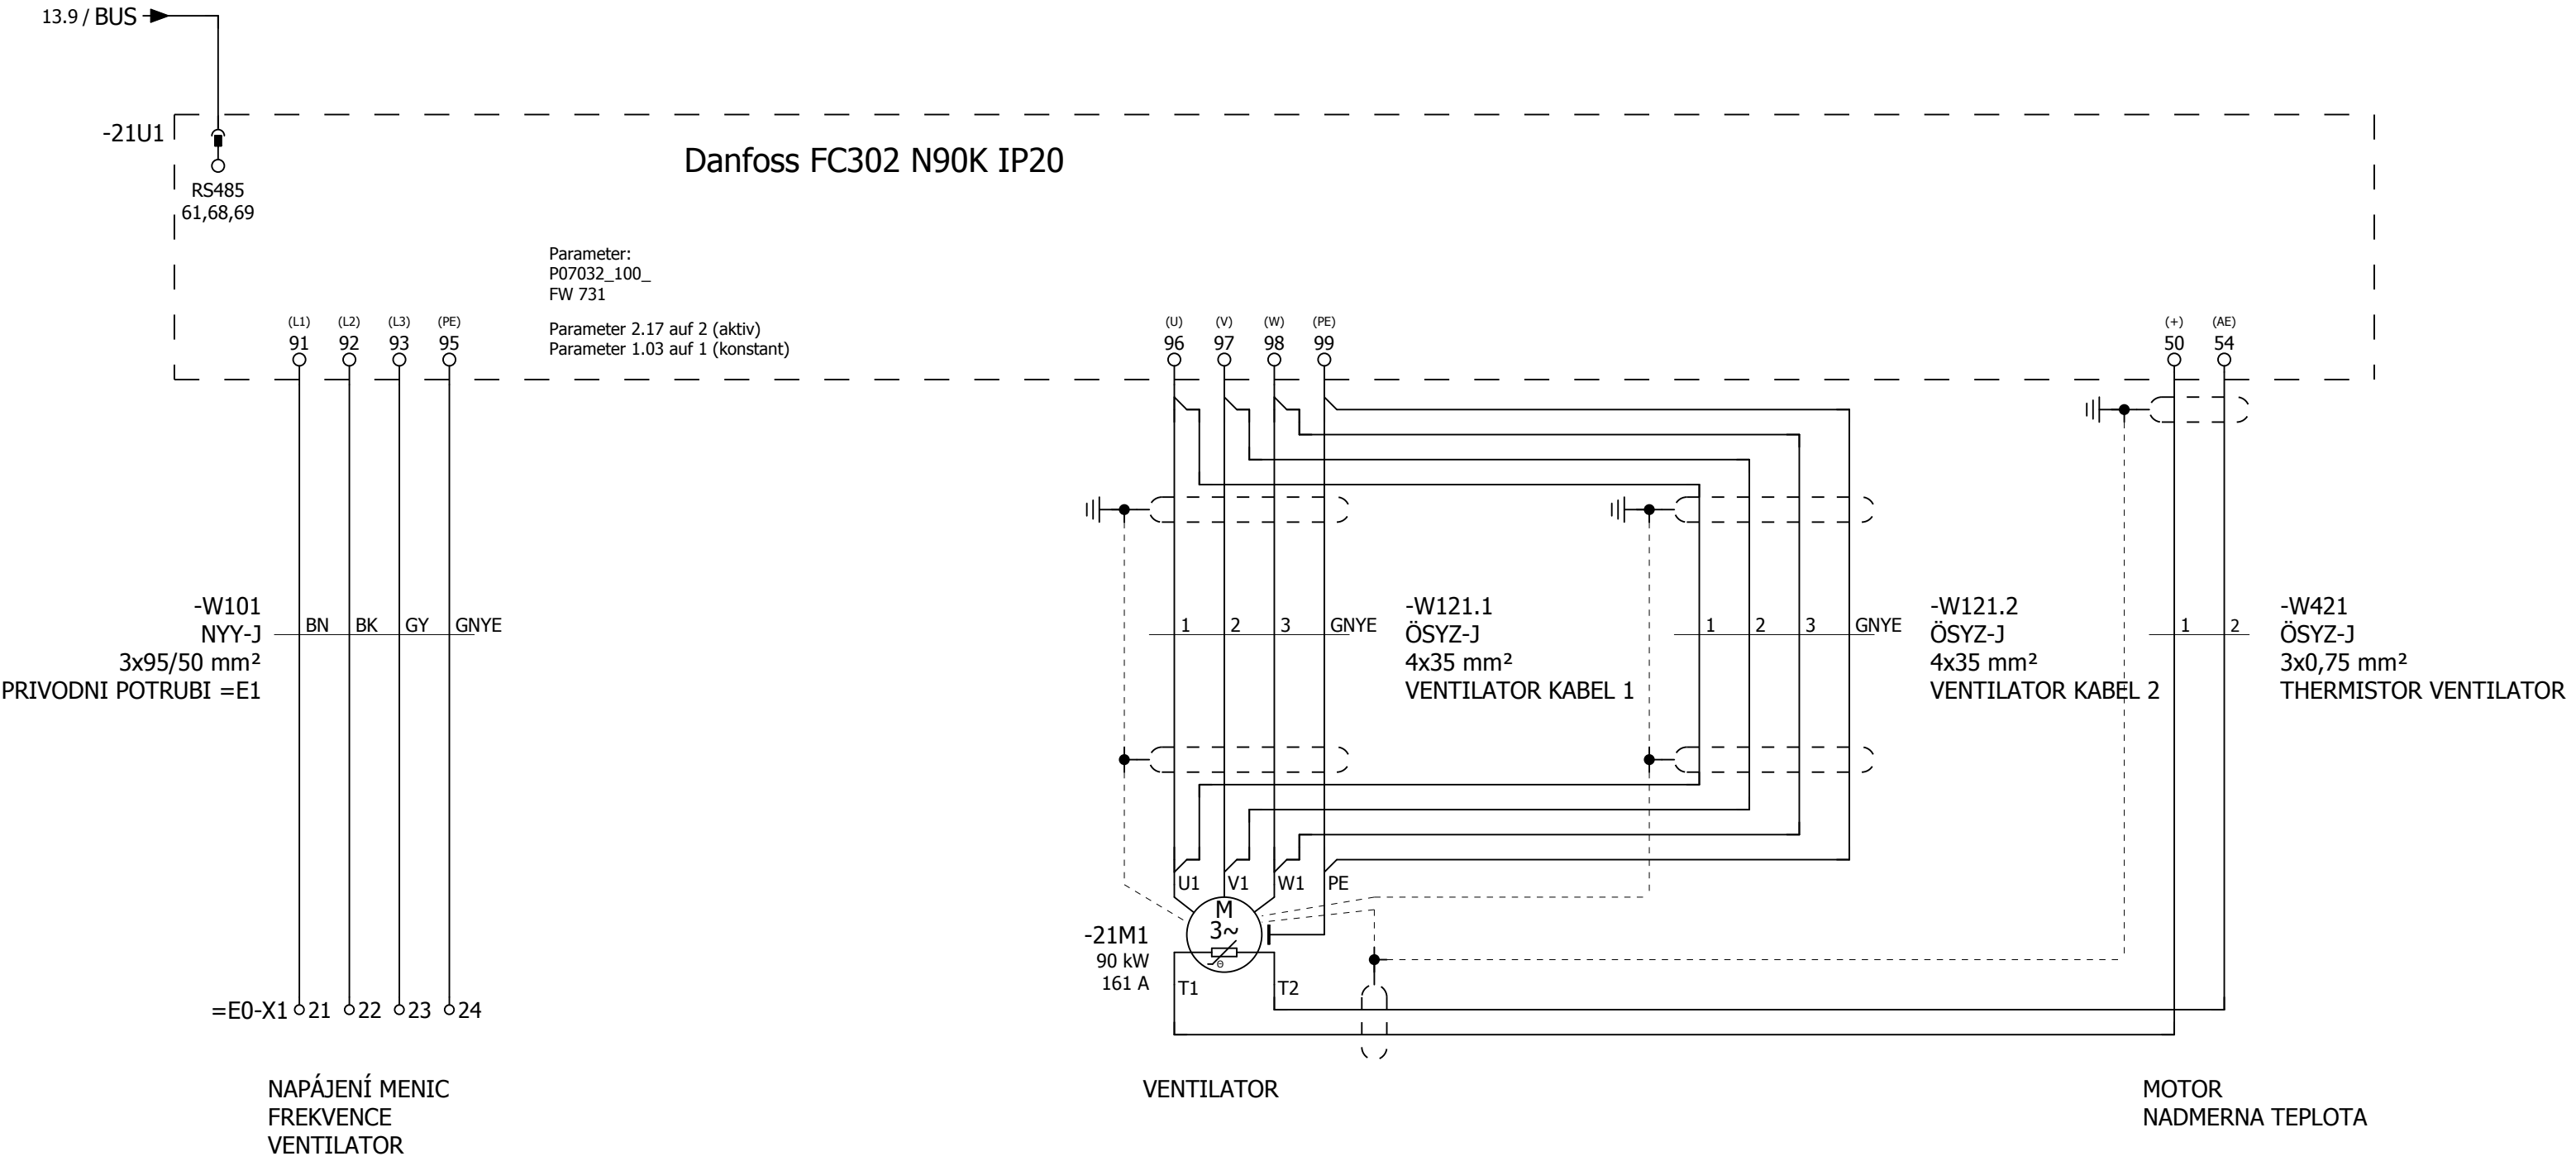 13.9 / BUS
-21U1
Danfoss FC302 N90K IP20
RS485
61,68,69
Parameter:
P07032_100_
FW 731
Parameter 2.17 auf 2 (aktiv)
Parameter 1.03 auf 1 (konstant)
(L1) (L2) (L3) (PE)
91 92 93 95
(U) (V) (W) (PE)
96 97 98 99
(+) (AE)
50 54
-W101
NYY-J
3x95/50 mm²
PRIVODNI POTRUBI =E1
BN BK GY GNYE
1 2 3 GNYE
-W121.1
ÖSYZ-J
4x35 mm²
VENTILATOR KABEL 1
1 2 3 GNYE
-W121.2
ÖSYZ-J
4x35 mm²
VENTILATOR KABEL 2
1 2
-W421
ÖSYZ-J
3x0,75 mm²
THERMISTOR VENTILATOR
U1 V1 W1 PE
M
3~
Θ
-21M1
90 kW
161 A
T1 T2
=E0-X1 21 22 23 24
NAPÁJENÍ MENIC
FREKVENCE
VENTILATOR
VENTILATOR
MOTOR
NADMERNA TEPLOTA